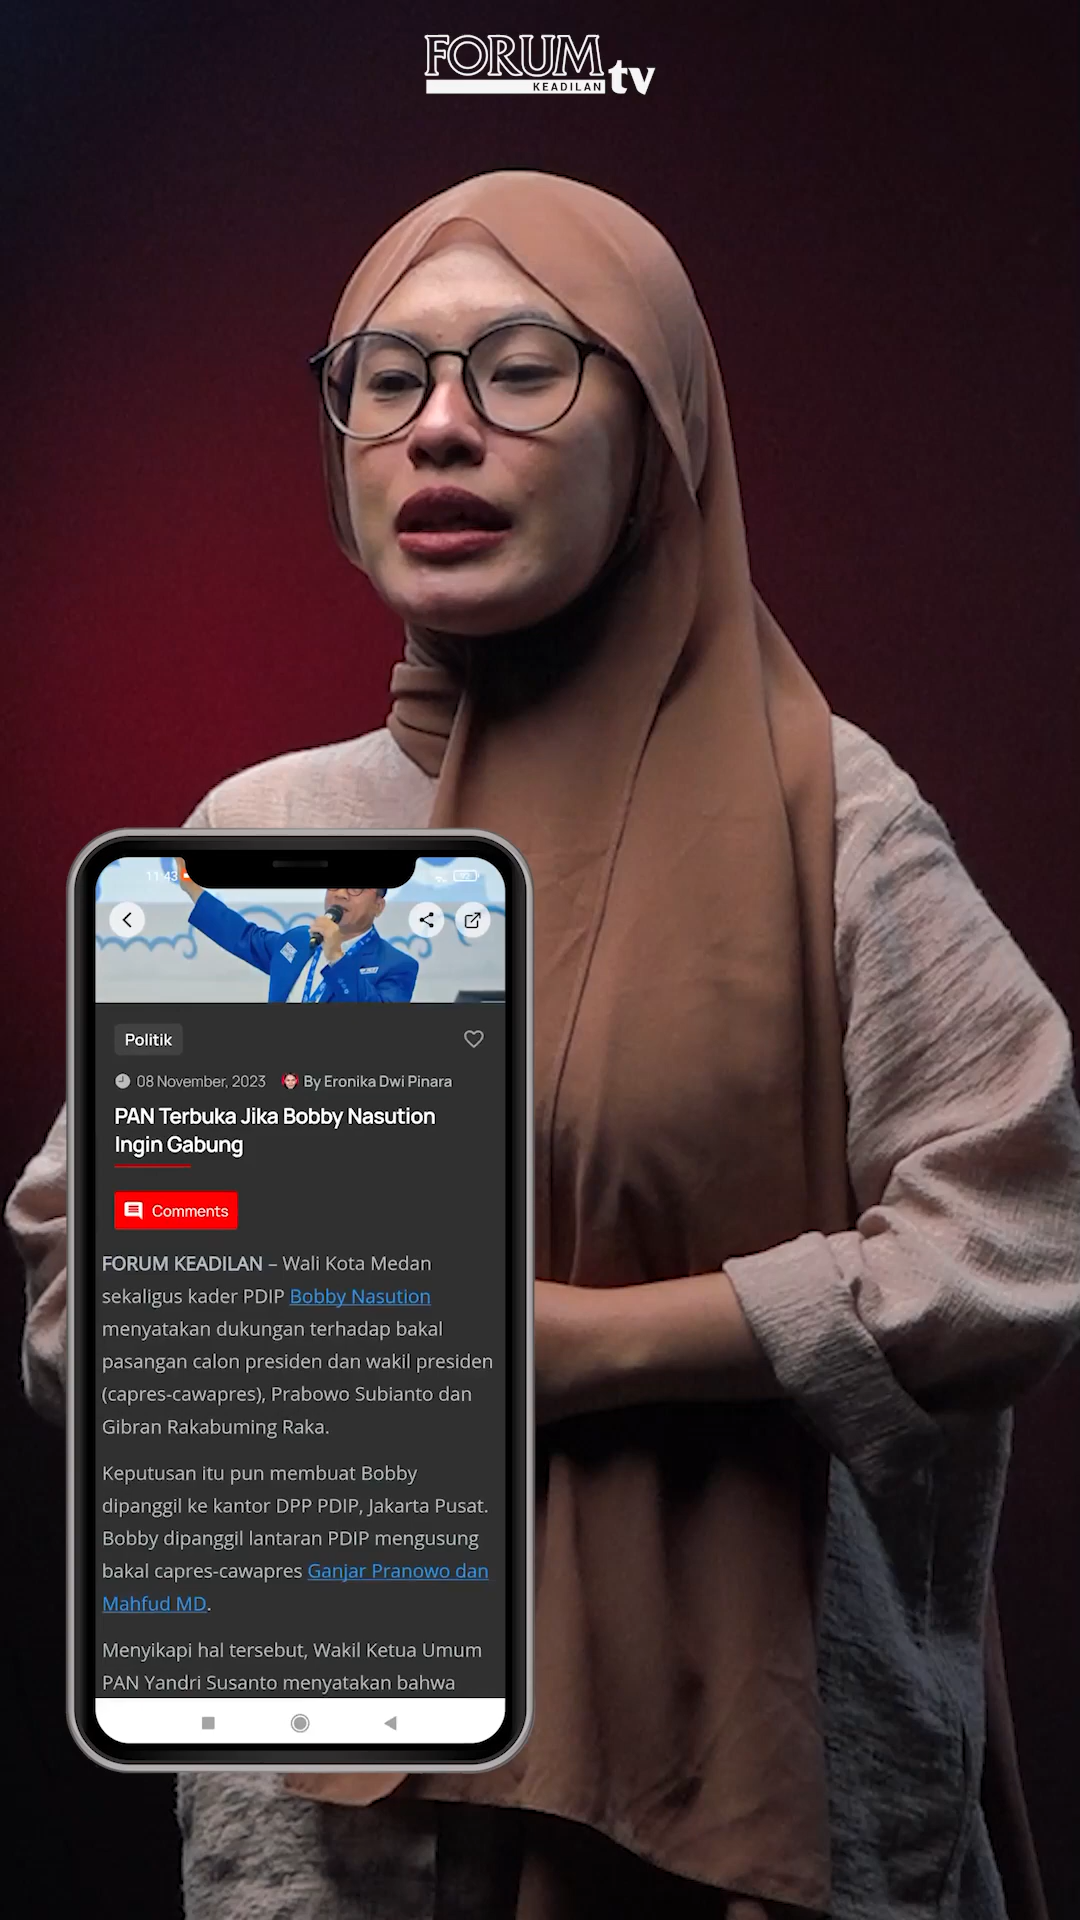 FORUM
KEADILAN tv
11:43
Politik
08 November, 2023 By Eronika Dwi Pinara
PAN Terbuka Jika Bobby Nasution
Ingin Gabung
Comments
FORUM KEADILAN – Wali Kota Medan
sekaligus kader PDIP Bobby Nasution
menyatakan dukungan terhadap bakal
pasangan calon presiden dan wakil presiden
(capres-cawapres), Prabowo Subianto dan
Gibran Rakabuming Raka.
Keputusan itu pun membuat Bobby
dipanggil ke kantor DPP PDIP, Jakarta Pusat.
Bobby dipanggil lantaran PDIP mengusung
bakal capres-cawapres Ganjar Pranowo dan
Mahfud MD.
Menyikapi hal tersebut, Wakil Ketua Umum
PAN Yandri Susanto menyatakan bahwa